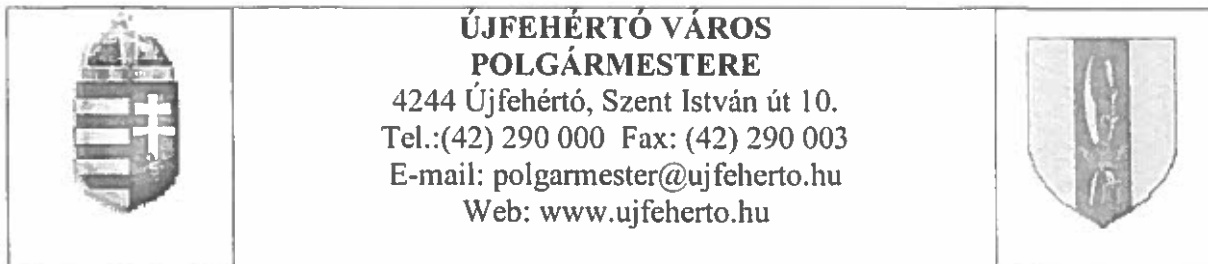 ÚJFEHÉRTÓ VÁROS
POLGÁRMESTERE
4244 Újfehértó, Szent István út 10.
Tel.:(42) 290 000 Fax: (42) 290 003
E-mail: polgarmester@ujfeherto.hu
Web: www.ujfeherto.hu